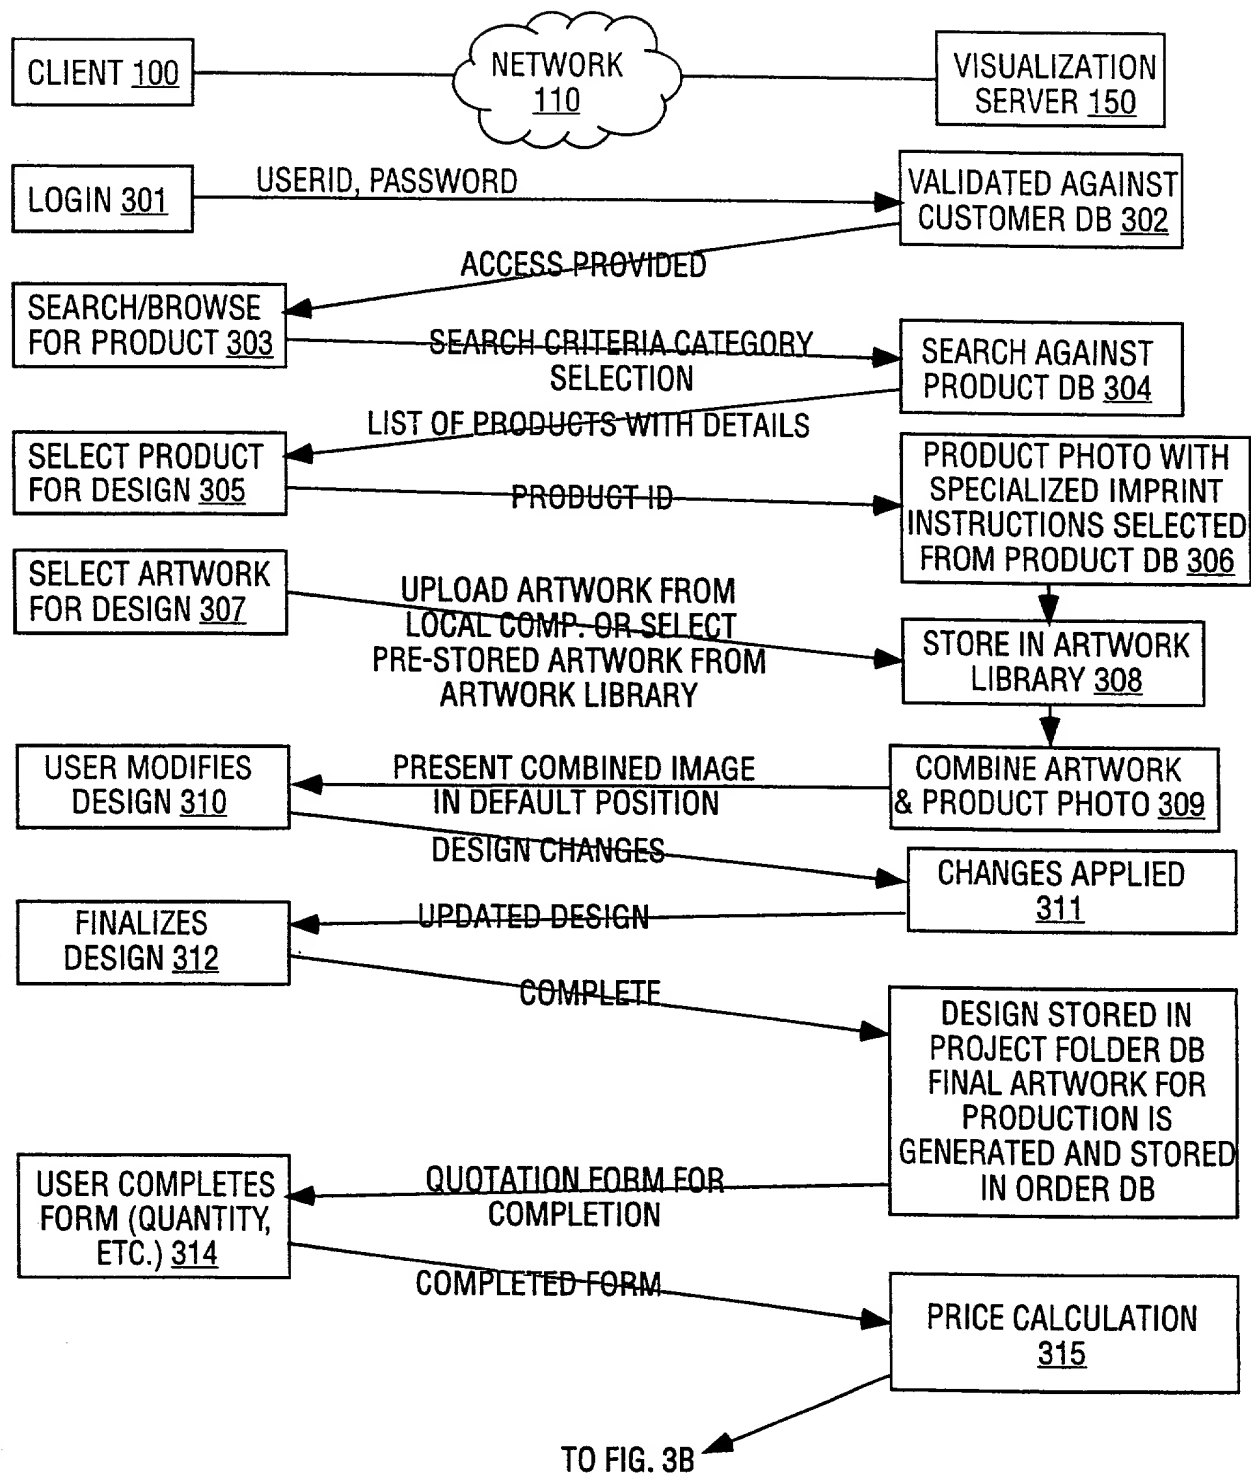 CLIENT 100
NETWORK
110
VISUALIZATION
SERVER 150
LOGIN 301
USERID, PASSWORD
VALIDATED AGAINST
CUSTOMER DB 302
ACCESS PROVIDED
SEARCH/BROWSE
FOR PRODUCT 303
SEARCH CRITERIA CATEGORY
SELECTION
SEARCH AGAINST
PRODUCT DB 304
LIST OF PRODUCTS WITH DETAILS
SELECT PRODUCT
FOR DESIGN 305
PRODUCT ID
PRODUCT PHOTO WITH
SPECIALIZED IMPRINT
INSTRUCTIONS SELECTED
FROM PRODUCT DB 306
SELECT ARTWORK
FOR DESIGN 307
UPLOAD ARTWORK FROM
LOCAL COMP. OR SELECT
PRE-STORED ARTWORK FROM
ARTWORK LIBRARY
STORE IN ARTWORK
LIBRARY 308
USER MODIFIES
DESIGN 310
PRESENT COMBINED IMAGE
IN DEFAULT POSITION
COMBINE ARTWORK
& PRODUCT PHOTO 309
DESIGN CHANGES
CHANGES APPLIED
311
FINALIZES
DESIGN 312
UPDATED DESIGN
COMPLETE
DESIGN STORED IN
PROJECT FOLDER DB
FINAL ARTWORK FOR
PRODUCTION IS
GENERATED AND STORED
IN ORDER DB
USER COMPLETES
FORM (QUANTITY,
ETC.) 314
QUOTATION FORM FOR
COMPLETION
COMPLETED FORM
PRICE CALCULATION
315
TO FIG. 3B